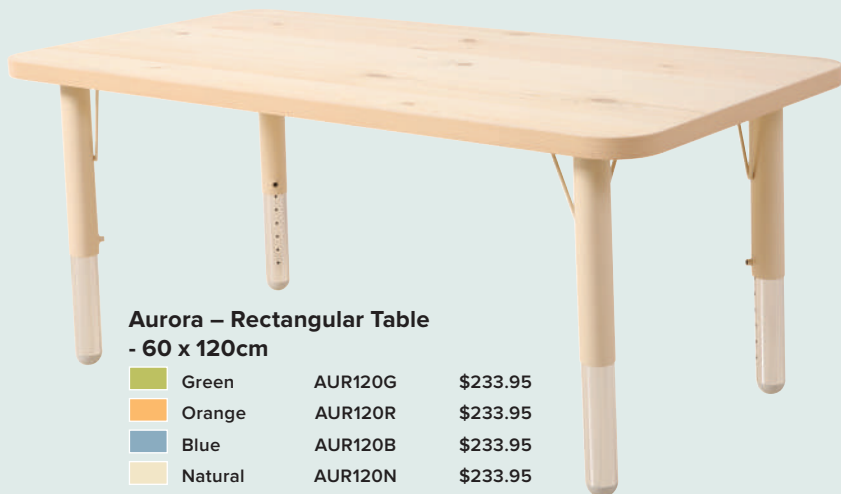 Aurora – Rectangular Table
- 60 x 120cm
Green AUR120G $233.95
Orange AUR120R $233.95
Blue AUR120B $233.95
Natural AUR120N $233.95